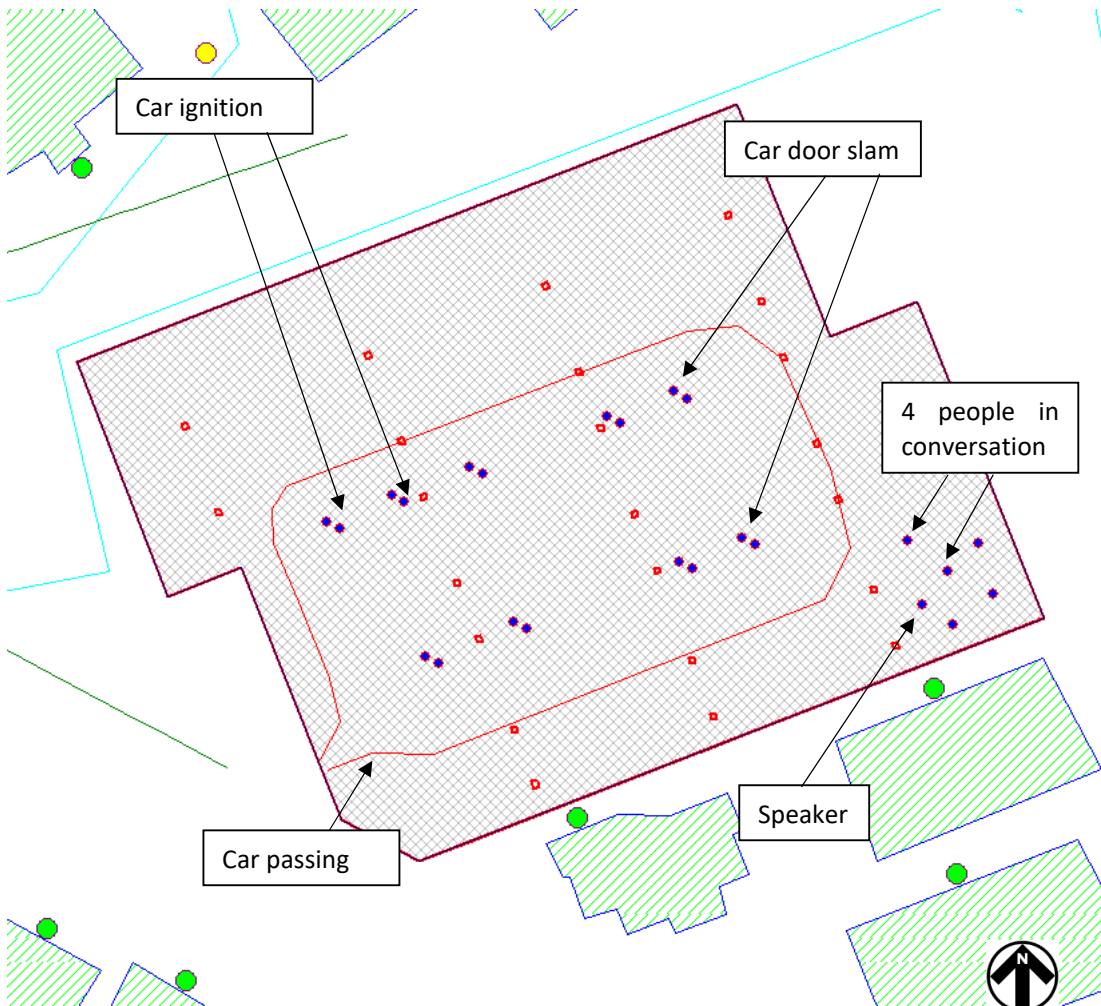 Car ignition
Car door slam
4 people in
conversation
Speaker
Car passing
N